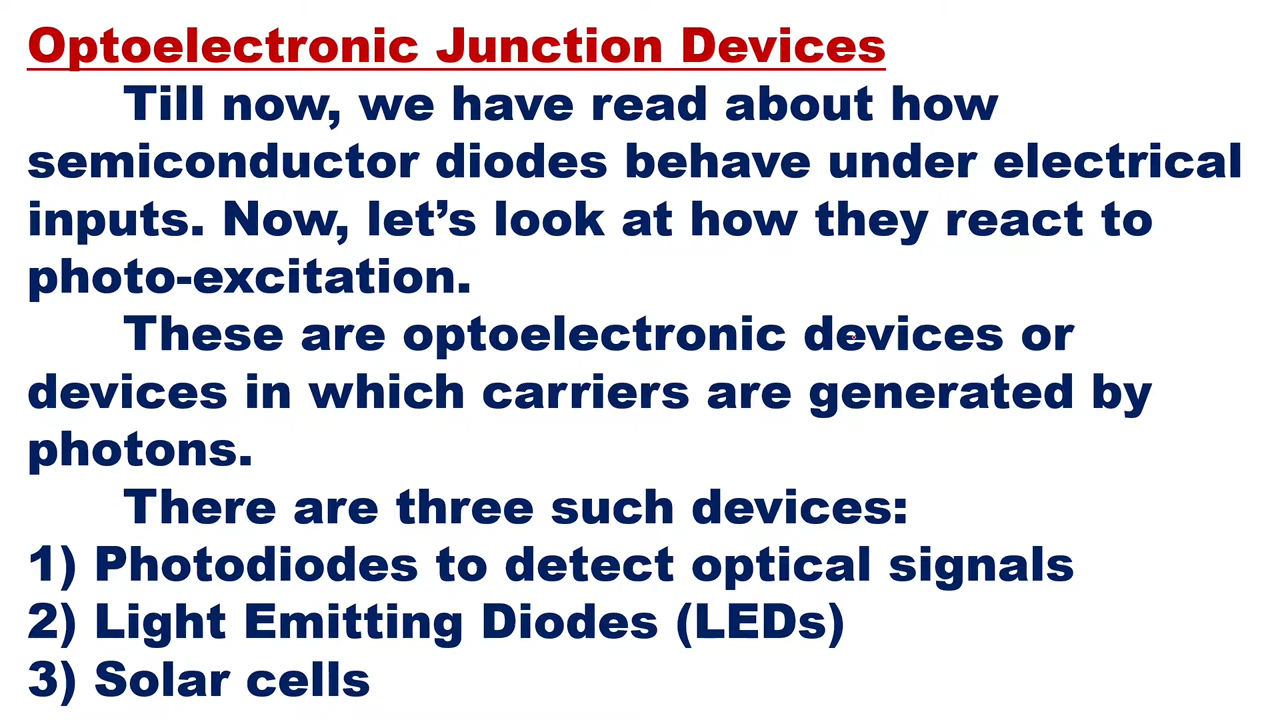 Optoelectronic Junction Devices
Till now, we have read about how
semiconductor diodes behave under electrical
inputs. Now, let’s look at how they react to
photo-excitation.
These are optoelectronic devices or
devices in which carriers are generated by
photons.
There are three such devices:
1) Photodiodes to detect optical signals
2) Light Emitting Diodes (LEDs)
3) Solar cells